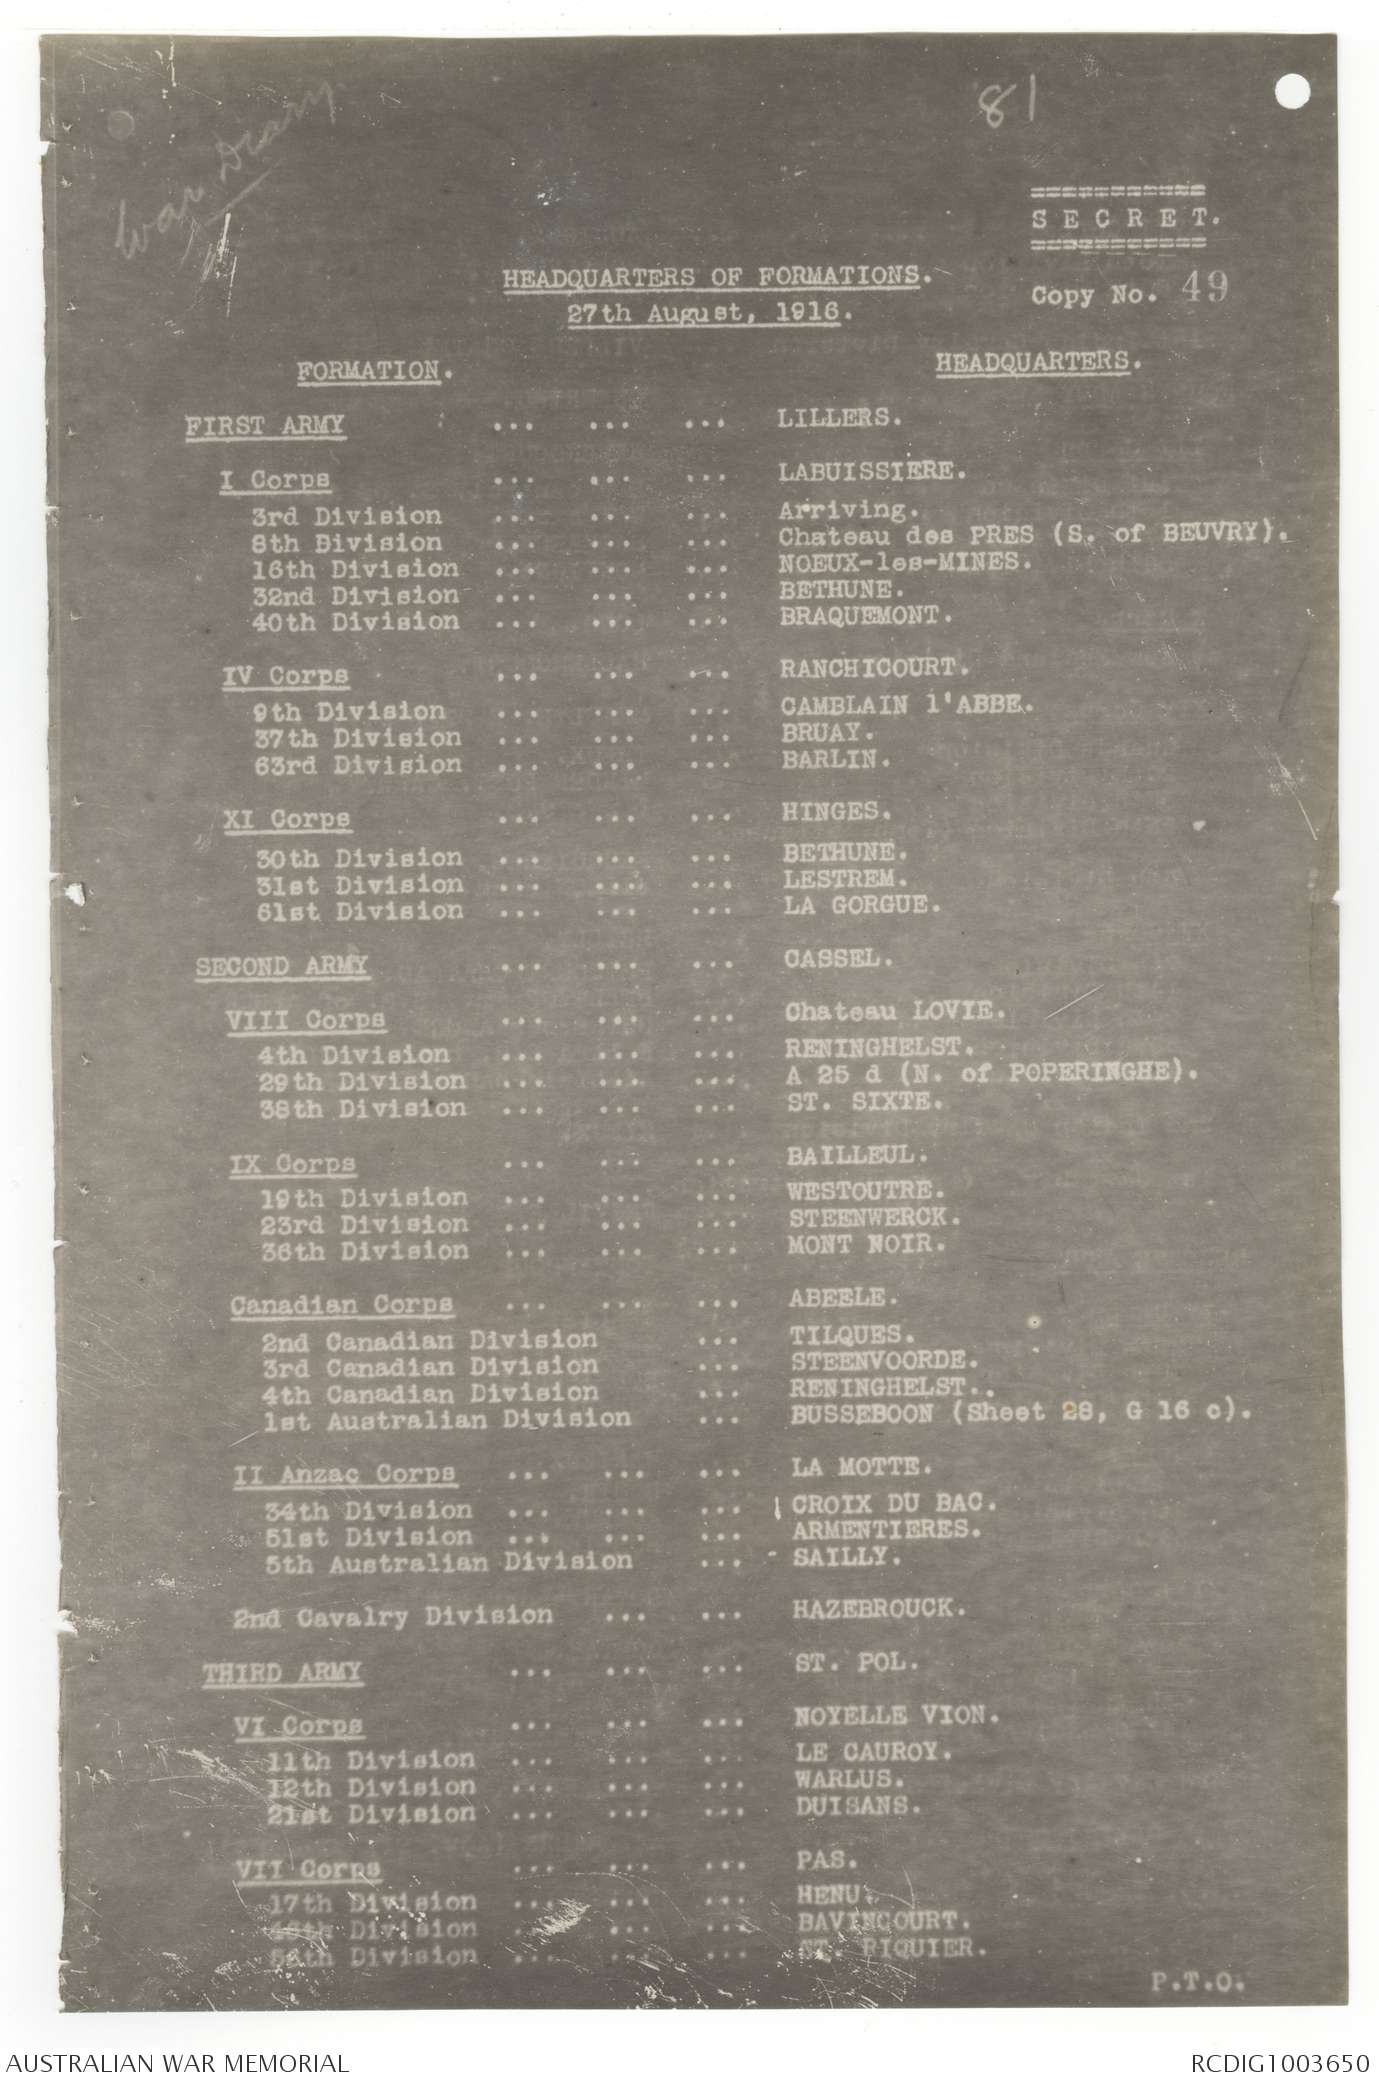 War Diary.
81
SECRET.
HEADQUARTERS OF FORMATIONS.
Copy No. 49
27th August, 1916.
FORMATION. HEADQUARTERS.
FIRST ARMY ... ... ... LILLERS.
I Corps ... ... ... LABUISSIERE.
3rd Division ... ... ... Arriving.
8th Division ... ... ... Chateau des PRES (S. of BEUVRY).
16th Division ... ... ... NOEUX-les-MINES.
32nd Division ... ... ... BETHUNE.
40th Division ... ... ... BRAQUEMONT.
IV Corps ... ... ... RANCHICOURT.
9th Division ... ... ... CAMBLAIN l'ABBE.
37th Division ... ... ... BRUAY.
63rd Division ... ... ... BARLIN.
XI Corps ... ... ... HINGES.
30th Division ... ... ... BETHUNE.
31st Division ... ... ... LESTREM.
61st Division ... ... ... LA GORGUE.
SECOND ARMY ... ... ... CASSEL.
VIII Corps ... ... ... Chateau LOVIE.
4th Division ... ... ... RENINGHELST.
29th Division ... ... ... A 25 d (N. of POPERINGHE).
38th Division ... ... ... ST. SIXTE.
IX Corps ... ... ... BAILLEUL.
19th Division ... ... ... WESTOUTRE.
23rd Division ... ... ... STEENWERCK.
36th Division ... ... ... MONT NOIR.
Canadian Corps ... ... ... ABEELE.
2nd Canadian Division ... TILQUES.
3rd Canadian Division ... STEENVOORDE.
4th Canadian Division ... RENINGHELST..
1st Australian Division ... BUSSEBOON (Sheet 28, G 16 c).
II Anzac Corps ... ... ... LA MOTTE.
34th Division ... ... ... CROIX DU BAC.
51st Division ... ... ... ARMENTIERES.
5th Australian Division ... SAILLY.
2nd Cavalry Division ... ... HAZEBROUCK.
THIRD ARMY ... ... ... ST. POL.
VI Corps ... ... ... NOYELLE VION.
11th Division ... ... ... LE CAUROY.
12th Division ... ... ... WARLUS.
21st Division ... ... ... DUISANS.
VII Corps ... ... ... PAS.
17th Division ... ... ... HENU.
Division ... ... ... BAVINCOURT.
56th Division ... ... ... ST. RIQUIER.
P.T.O.
AUSTRALIAN WAR MEMORIAL
RCDIG1003650